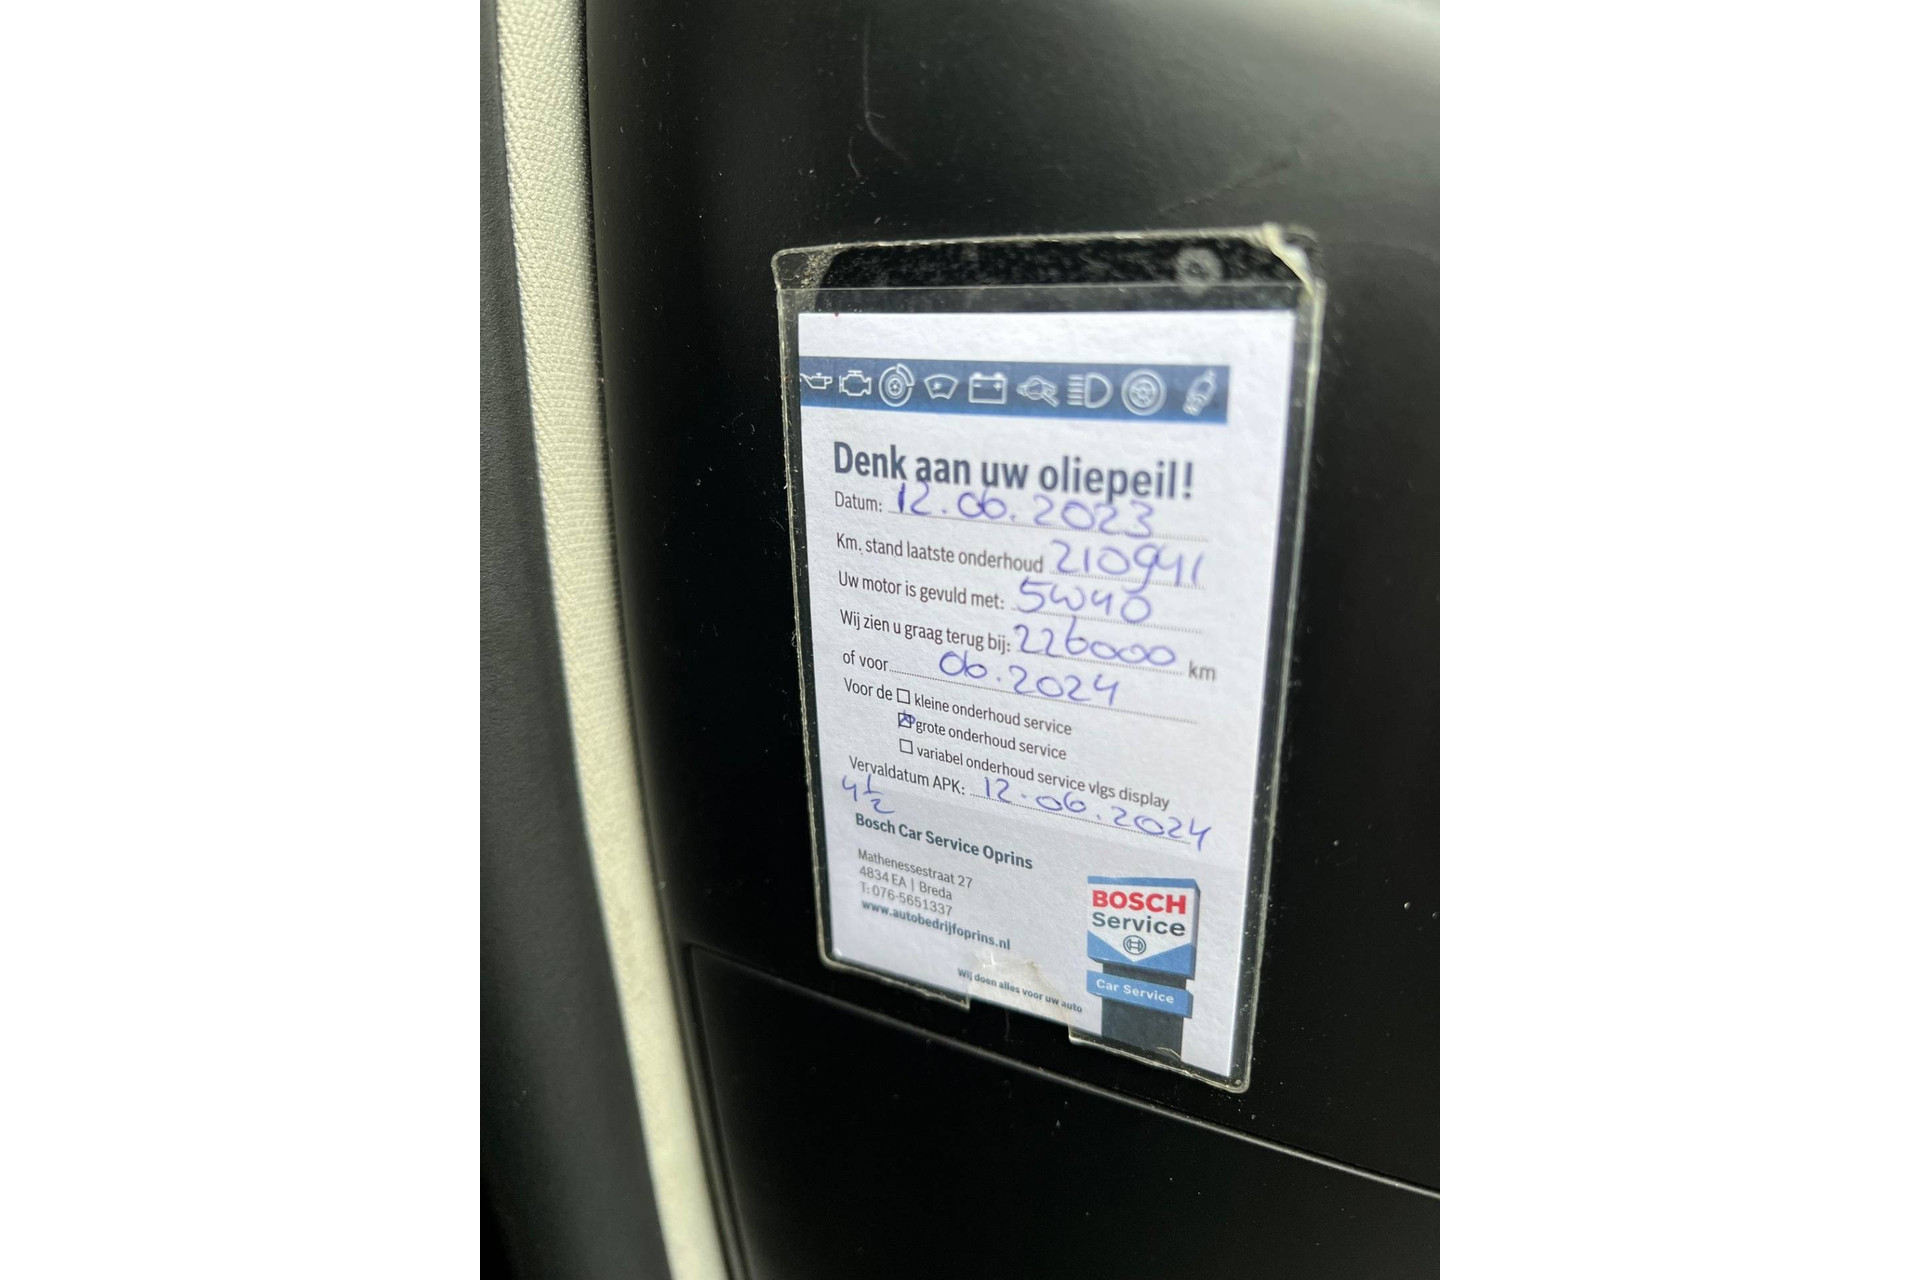 Denk aan uw oliepeil!
Datum: 12.06.2023
Km. stand laatste onderhoud 210941
Uw motor is gevuld met: 5W40
Wij zien u graag terug bij: 226000 km
of voor 06.2024
Voor de kleine onderhoud service
grote onderhoud service
variabel onderhoud service vlgs display
Vervaldatum APK: 12.06.2024
4 1/2
Bosch Car Service Oprins
Mathenessestraat 27
4834 EA | Breda
T: 076-5651337
www.autobedrijfoprins.nl
Wij doen alles voor uw auto
BOSCH
Service
Car Service